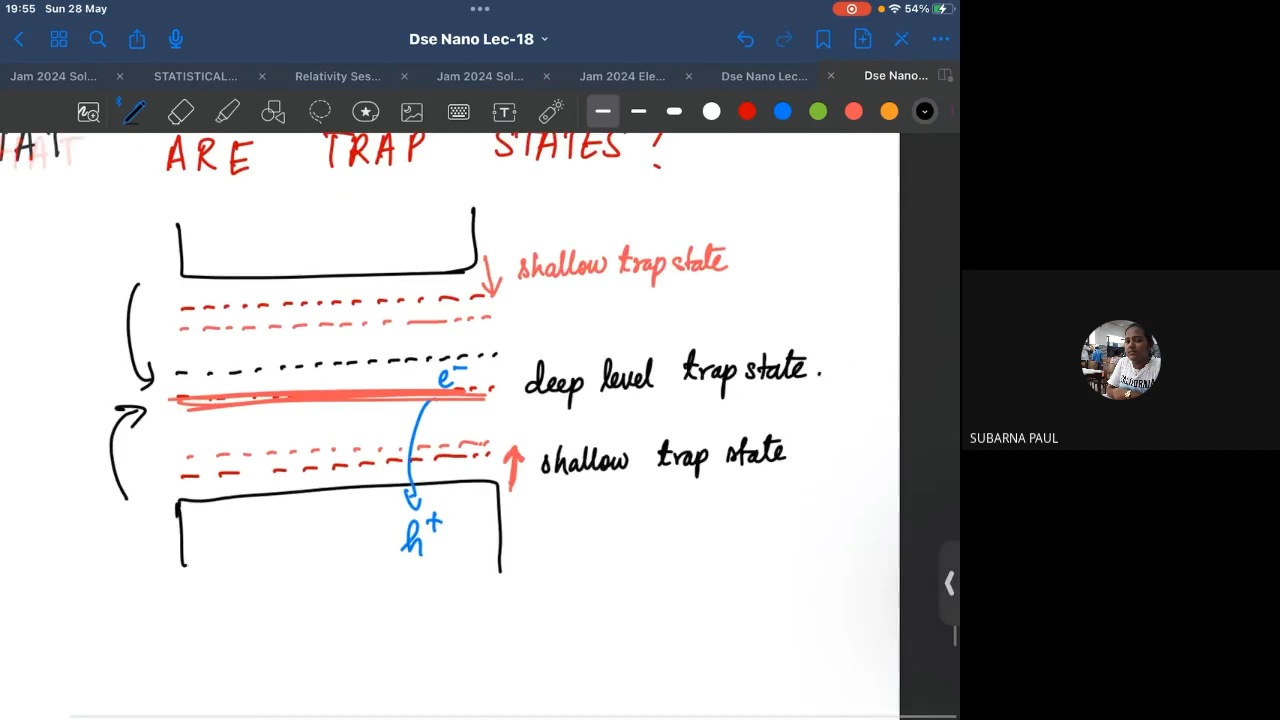 19:55 Sun 28 May
54%
Dse Nano Lec-18
Jam 2024 Sol...
STATISTICAL...
Relativity Ses...
Jam 2024 Sol...
Jam 2024 Ele...
Dse Nano Lec...
Dse Nano...
ARE TRAP STATES?
shallow trap state
e-
deep level trap state.
shallow trap state
h+
SUBARNA PAUL